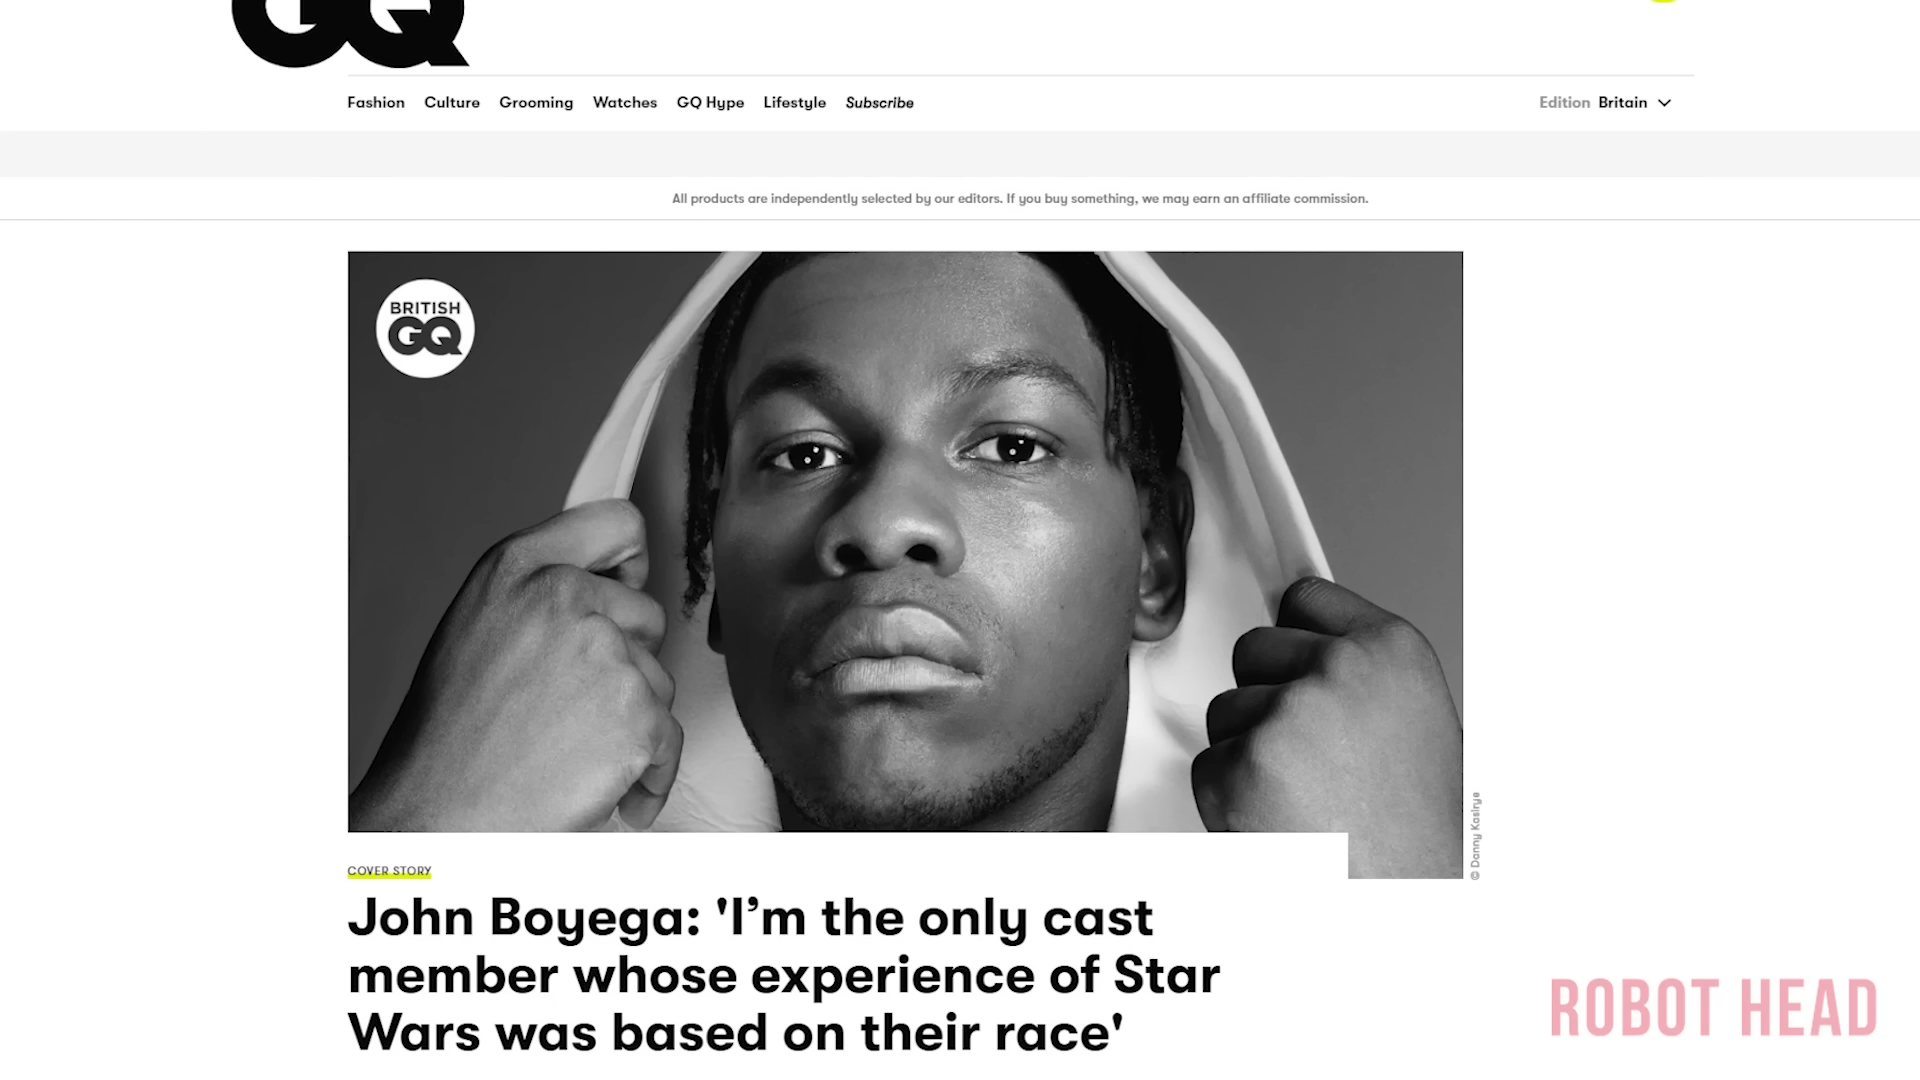 GQ
Fashion Culture Grooming Watches GQ Hype Lifestyle Subscribe
Edition Britain
All products are independently selected by our editors. If you buy something, we may earn an affiliate commission.
BRITISH
GQ
© Danny Kasirye
COVER STORY
John Boyega: 'I’m the only cast
member whose experience of Star
Wars was based on their race'
ROBOT HEAD